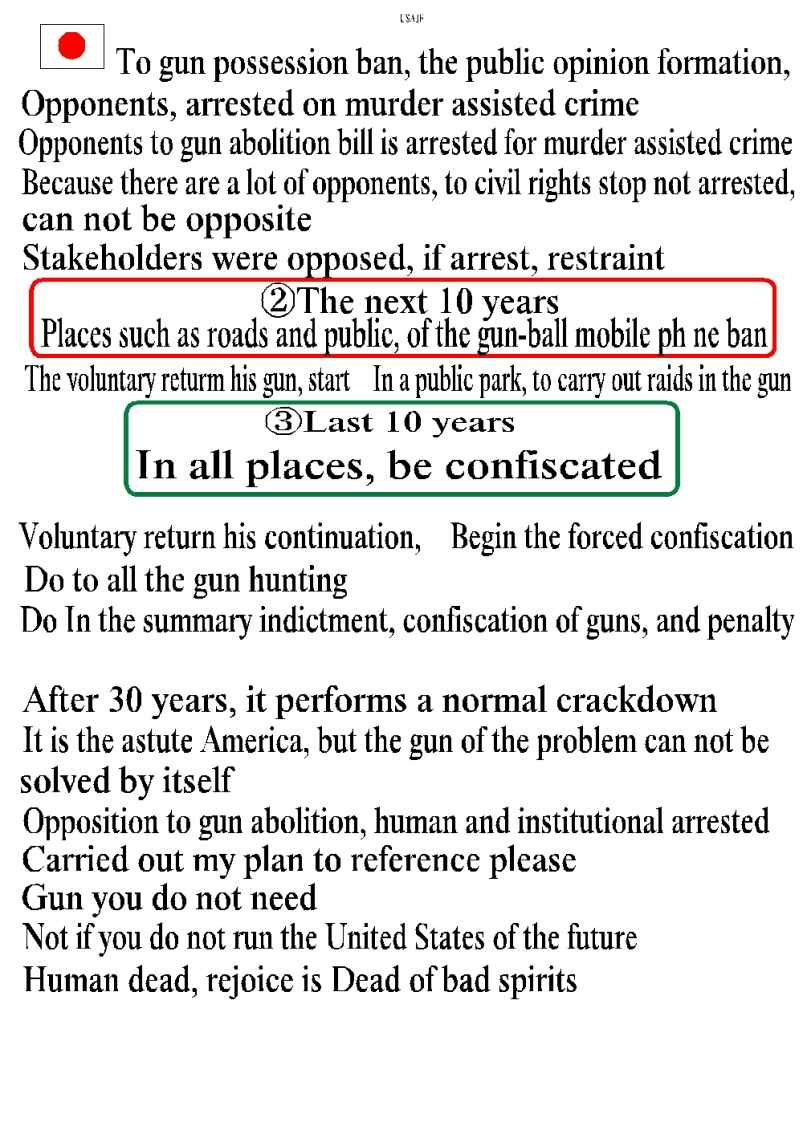 USAJF
To gun possession ban, the public opinion formation,
Opponents, arrested on murder assisted crime
Opponents to gun abolition bill is arrested for murder assisted crime
Because there are a lot of opponents, to civil rights stop not arrested,
can not be opposite
Stakeholders were opposed, if arrest, restraint
②The next 10 years
Places such as roads and public, of the gun-ball mobile ph ne ban
The voluntary returm his gun, start In a public park, to carry out raids in the gun
③Last 10 years
In all places, be confiscated
Voluntary return his continuation, Begin the forced confiscation
Do to all the gun hunting
Do In the summary indictment, confiscation of guns, and penalty
After 30 years, it performs a normal crackdown
It is the astute America, but the gun of the problem can not be
solved by itself
Opposition to gun abolition, human and institutional arrested
Carried out my plan to reference please
Gun you do not need
Not if you do not run the United States of the future
Human dead, rejoice is Dead of bad spirits